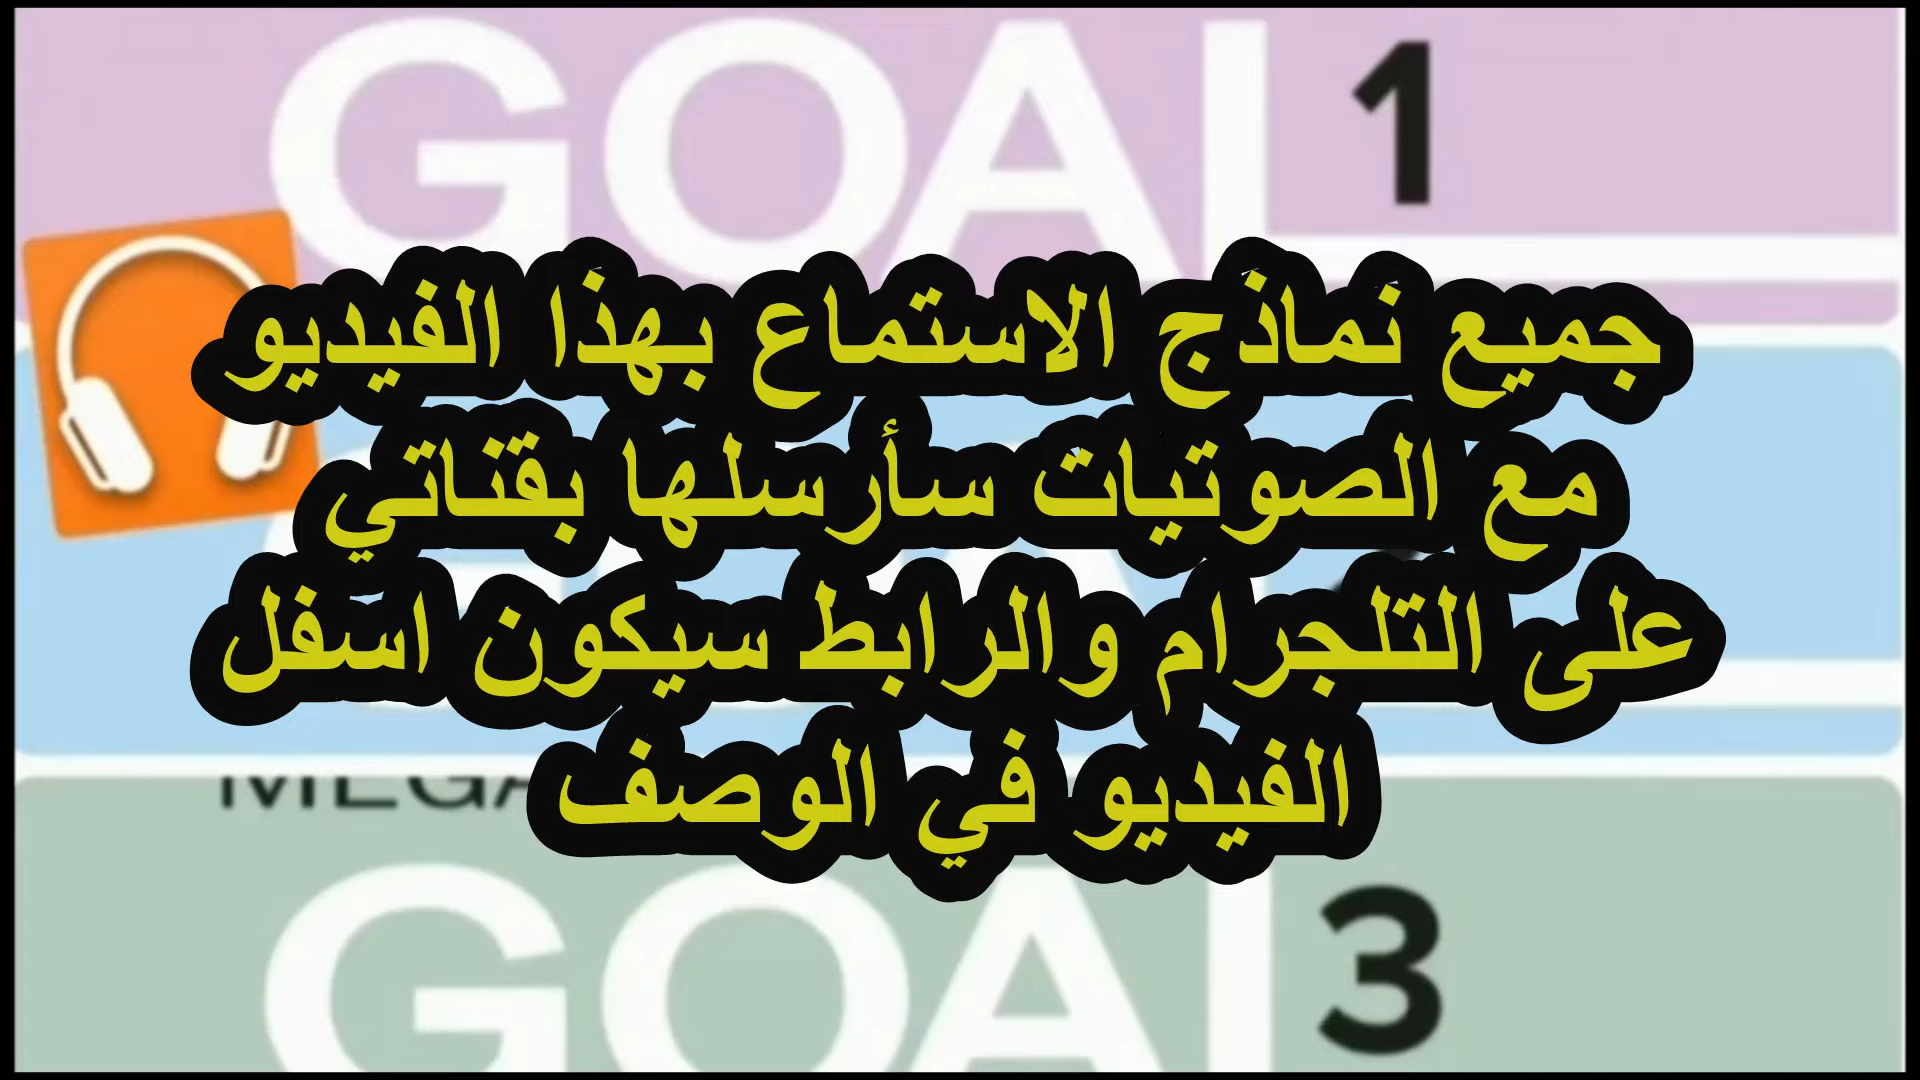 GOAL 1
جميع نماذج الاستماع بهذا الفيديو
مع الصوتيات سأرسلها بقناتي
على التلجرام والرابط سيكون اسفل
الفيديو في الوصف
GOAL 3